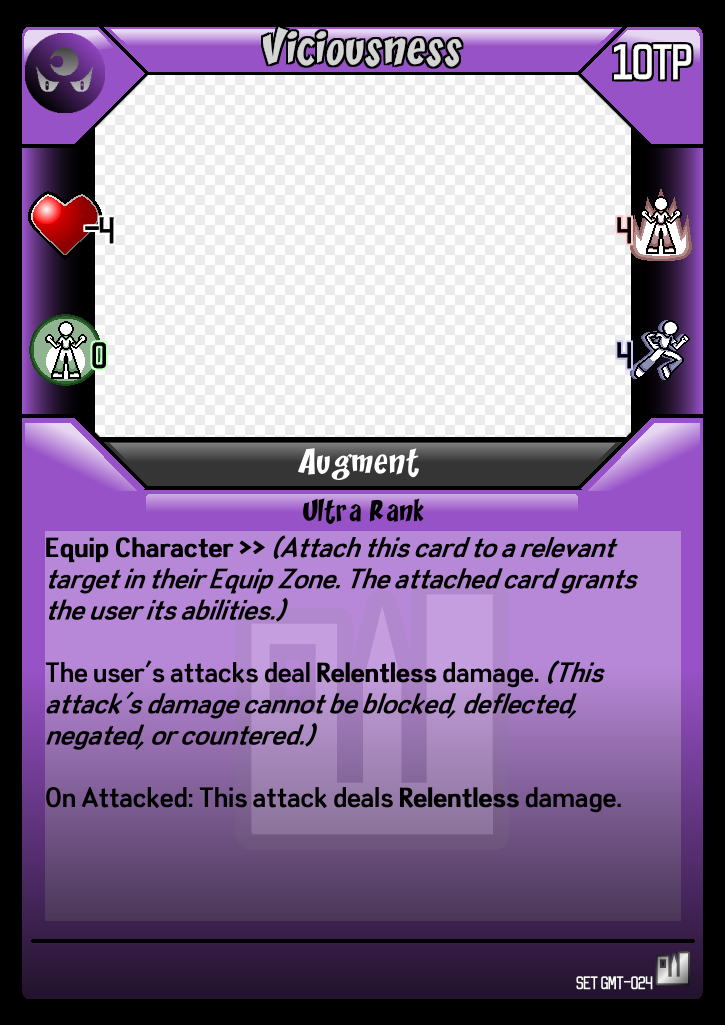 Viciousness
10TP
-4
4
0
4
Augment
Ultra Rank
Equip Character >> (Attach this card to a relevant
target in their Equip Zone. The attached card grants
the user its abilities.)
The user's attacks deal Relentless damage. (This
attack's damage cannot be blocked, deflected,
negated, or countered.)
On Attacked: This attack deals Relentless damage.
SET GMT-024